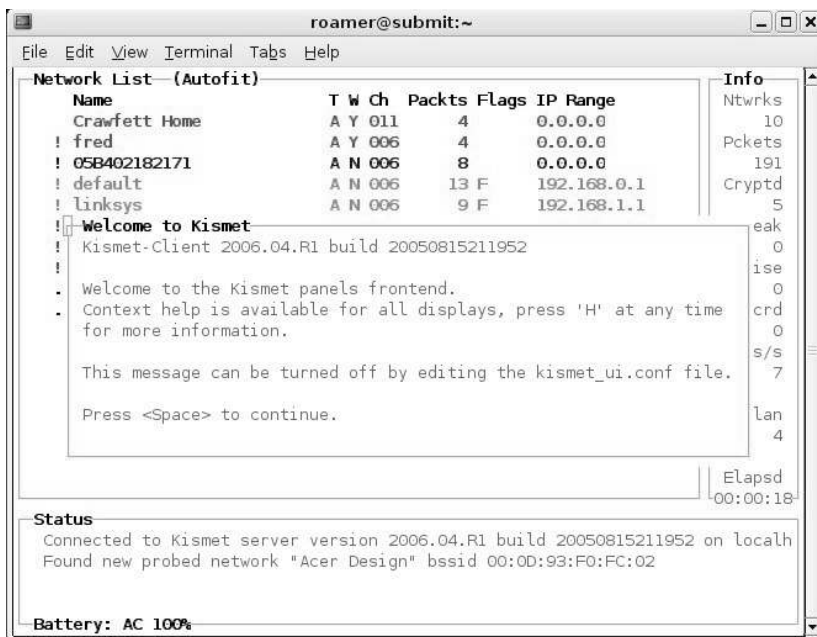 roamer@submit:~
File Edit View Terminal Tabs Help
Network List (Autofit)
Name T W Ch Packts Flags IP Range
Crawfett Home A Y 011 4 0.0.0.0
! fred A Y 006 4 0.0.0.0
! 05B402182171 A N 006 8 0.0.0.0
! default A N 006 13 F 192.168.0.1
! linksys A N 006 9 F 192.168.1.1
!
!
!
.
.
Welcome to Kismet
Kismet-Client 2006.04.R1 build 20050815211952
Welcome to the Kismet panels frontend.
Context help is available for all displays, press 'H' at any time
for more information.
This message can be turned off by editing the kismet_ui.conf file.
Press <Space> to continue.
Info
Ntwrks
10
Pckets
191
Cryptd
5
eak
0
ise
0
crd
0
s/s
7
lan
4
Elapsd
00:00:18
Status
Connected to Kismet server version 2006.04.R1 build 20050815211952 on localh
Found new probed network "Acer Design" bssid 00:0D:93:F0:FC:02
Battery: AC 100%